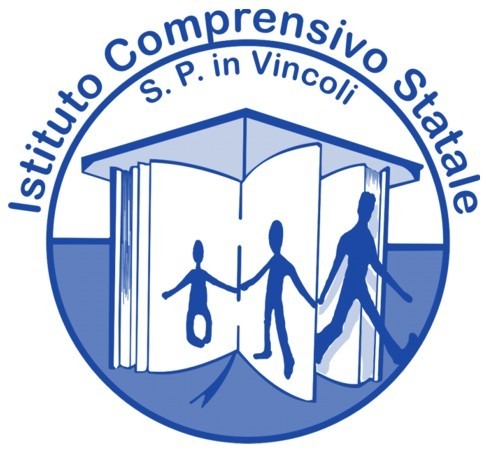 Istituto Comprensivo Statale
S. P. in Vincoli